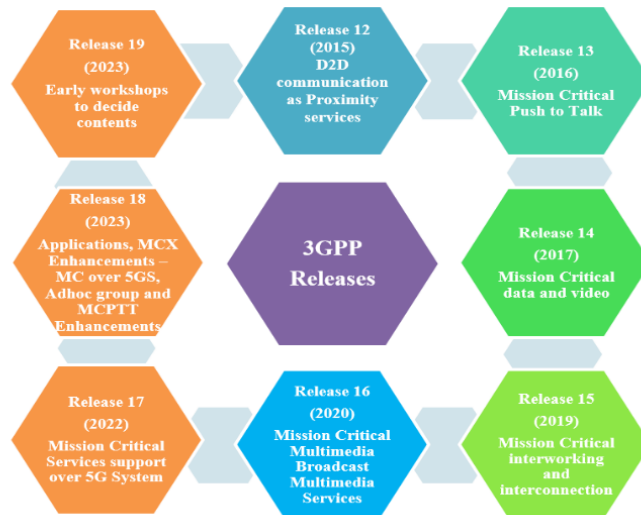 Release 19
(2023)
Early workshops
to decide
contents
Release 12
(2015)
D2D
communication
as Proximity
services
Release 13
(2016)
Mission Critical
Push to Talk
Release 18
(2023)
Applications, MCX
Enhancements –
MC over 5GS,
Adhoc group and
MCPTT
Enhancements
3GPP
Releases
Release 14
(2017)
Mission Critical
data and video
Release 17
(2022)
Mission Critical
Services support
over 5G System
Release 16
(2020)
Mission Critical
Multimedia
Broadcast
Multimedia
Services
Release 15
(2019)
Mission Critical
interworking
and
interconnection